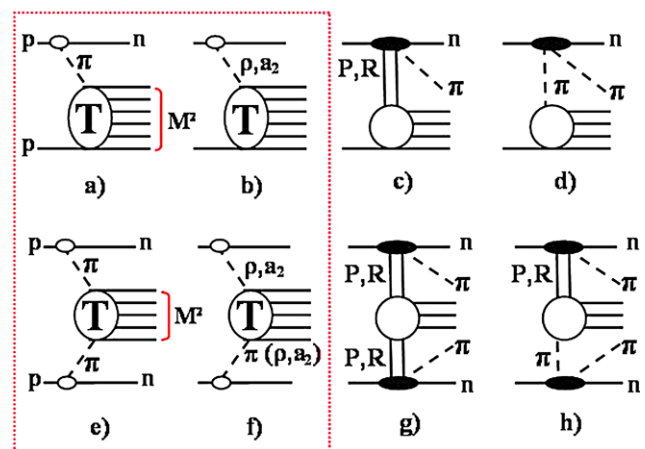 p n n n
π ρ,a₂ P,R π π π
T T M²
p
a) b) c) d)
p n n n
π ρ,a₂ P,R π P,R π
T T M²
π π (ρ,a₂) P,R π π π
p n n n
e) f) g) h)